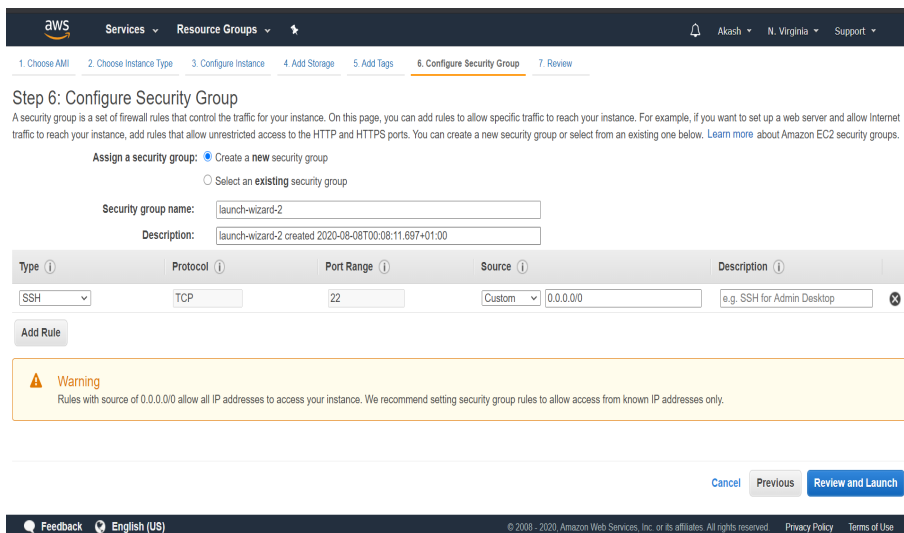 aws Services Resource Groups Akash N. Virginia Support
1. Choose AMI 2. Choose Instance Type 3. Configure Instance 4. Add Storage 5. Add Tags 6. Configure Security Group 7. Review
Step 6: Configure Security Group
A security group is a set of firewall rules that control the traffic for your instance. On this page, you can add rules to allow specific traffic to reach your instance. For example, if you want to set up a web server and allow Internet
traffic to reach your instance, add rules that allow unrestricted access to the HTTP and HTTPS ports. You can create a new security group or select from an existing one below. Learn more about Amazon EC2 security groups.
Assign a security group: Create a new security group
Select an existing security group
Security group name: launch-wizard-2
Description: launch-wizard-2 created 2020-08-08T00:08:11.697+01:00
Type i Protocol i Port Range i Source i Description i
SSH TCP 22 Custom 0.0.0.0/0 e.g. SSH for Admin Desktop
Add Rule
Warning
Rules with source of 0.0.0.0/0 allow all IP addresses to access your instance. We recommend setting security group rules to allow access from known IP addresses only.
Cancel Previous Review and Launch
Feedback English (US) © 2008 - 2020, Amazon Web Services, Inc. or its affiliates. All rights reserved. Privacy Policy Terms of Use